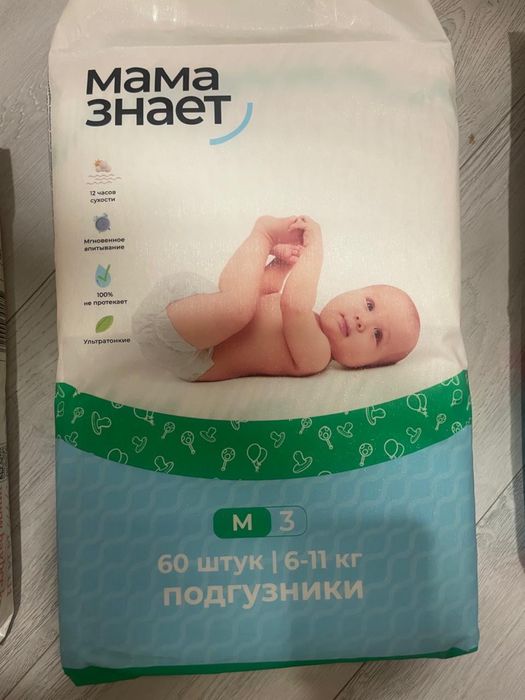 мама
знает
12 часов
сухости
Мгновенное
впитывание
100%
не протекает
Ультратонкие
M 3
60 штук | 6-11 кг
подгузники